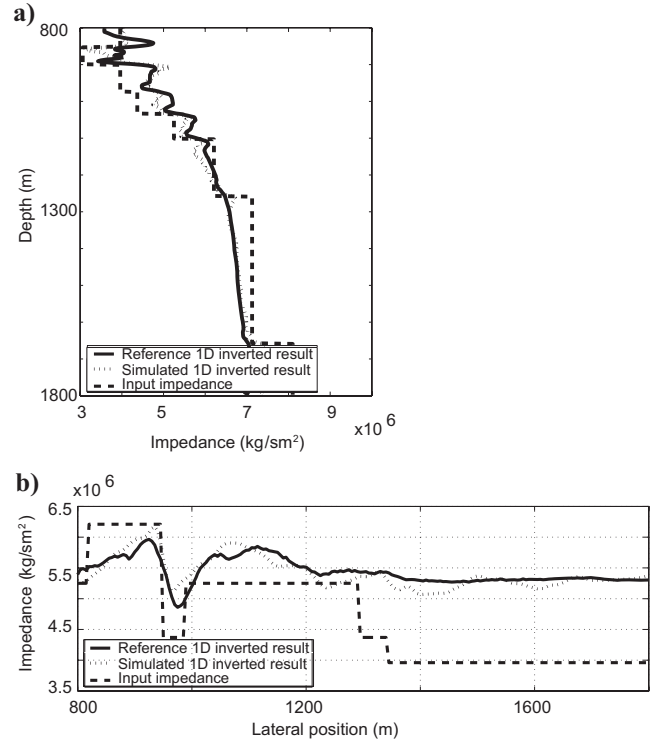 a)
800
1300
1800
Depth (m)
Reference 1D inverted result
Simulated 1D inverted result
Input impedance
3 5 7 9
x10 6
Impedance (kg/sm2)
b)
x10 6
6.5
5.5
4.5
3.5
Impedance (kg/sm2)
Reference 1D inverted result
Simulated 1D inverted result
Input impedance
800 1200 1600
Lateral position (m)